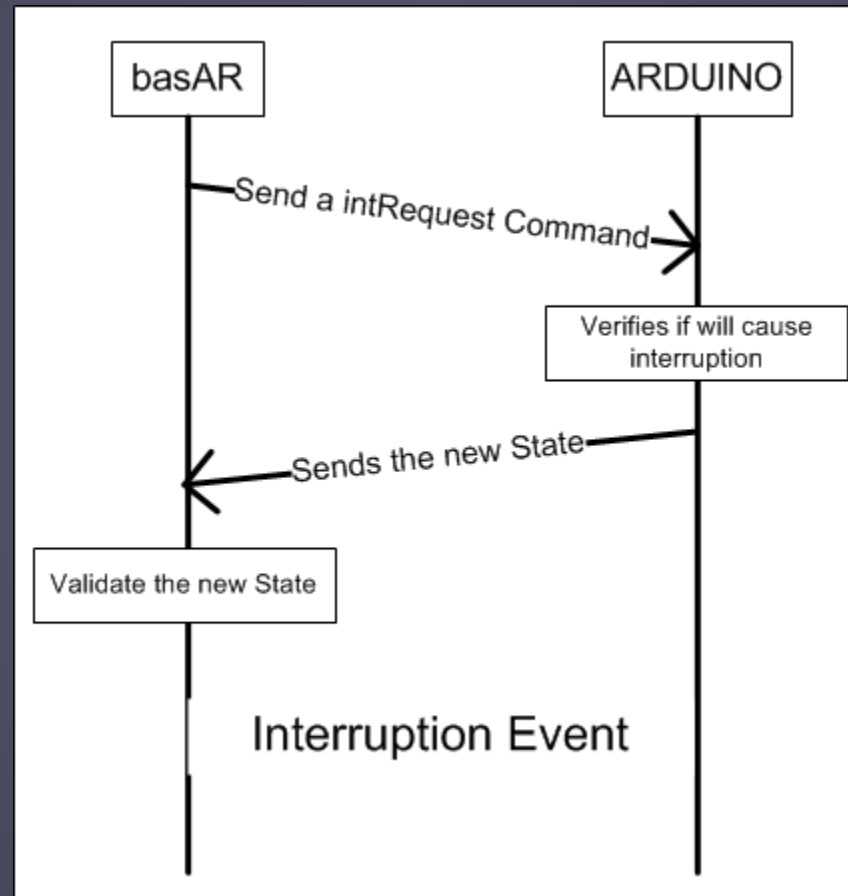 basAR
ARDUINO
Send a intRequest Command
Verifies if will cause
interruption
Sends the new State
Validate the new State
Interruption Event